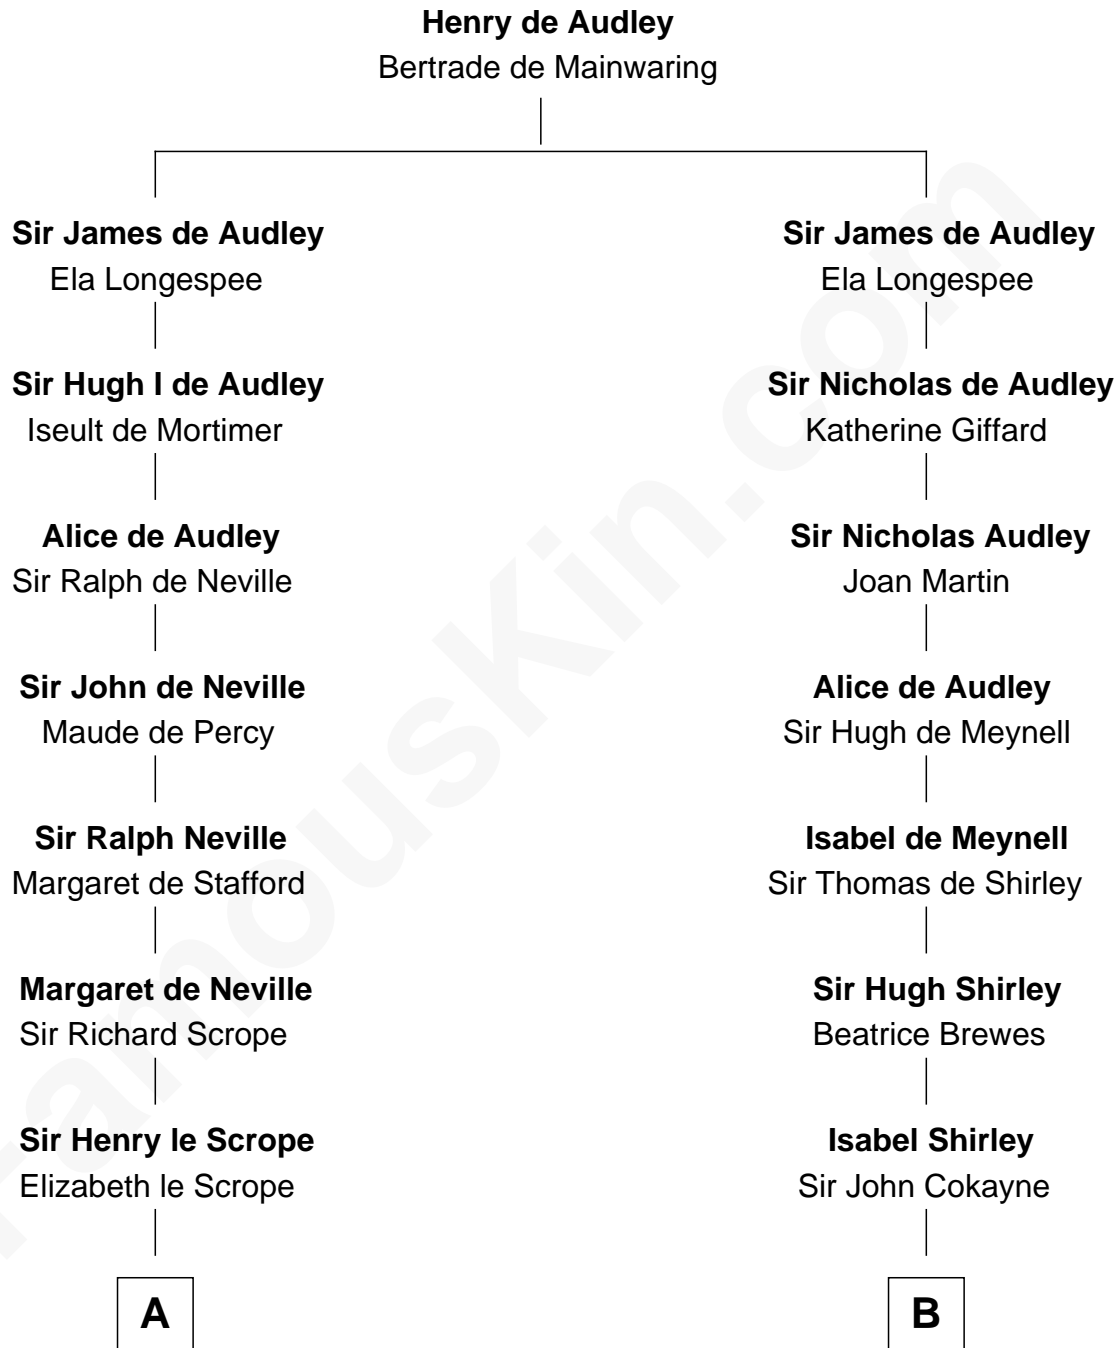 Henry de Audley
Bertrade de Mainwaring
Sir James de Audley
Ela Longespee
Sir Hugh I de Audley
Iseult de Mortimer
Alice de Audley
Sir Ralph de Neville
Sir John de Neville
Maude de Percy
Sir Ralph Neville
Margaret de Stafford
Margaret de Neville
Sir Richard Scrope
Sir Henry le Scrope
Elizabeth le Scrope
A
Sir James de Audley
Ela Longespee
Sir Nicholas de Audley
Katherine Giffard
Sir Nicholas Audley
Joan Martin
Alice de Audley
Sir Hugh de Meynell
Isabel de Meynell
Sir Thomas de Shirley
Sir Hugh Shirley
Beatrice Brewes
Isabel Shirley
Sir John Cokayne
B
FamousKin.com